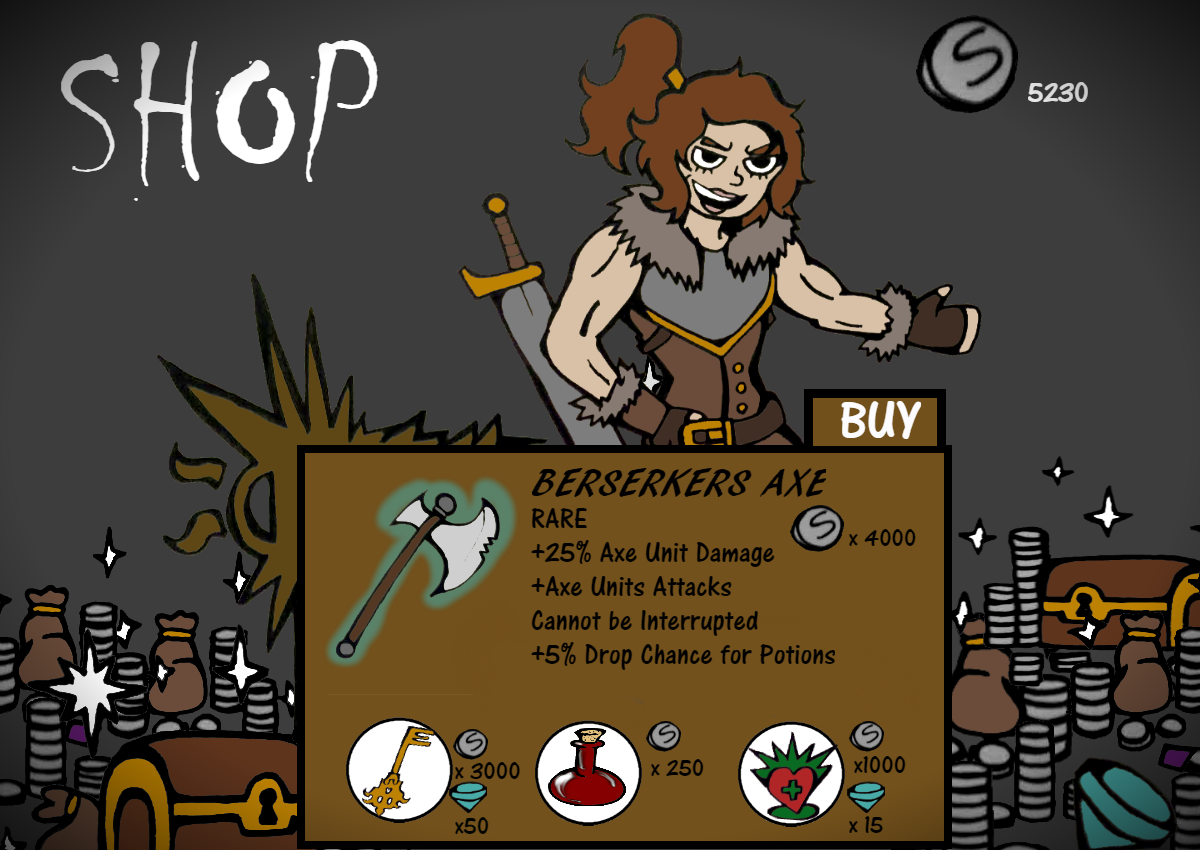 SHOP
S
5230
BUY
BERSERKERS AXE
RARE
S x 4000
+25% Axe Unit Damage
+Axe Units Attacks
Cannot be Interrupted
+5% Drop Chance for Potions
S
x 3000
x50
S
x 250
S
x1000
x 15